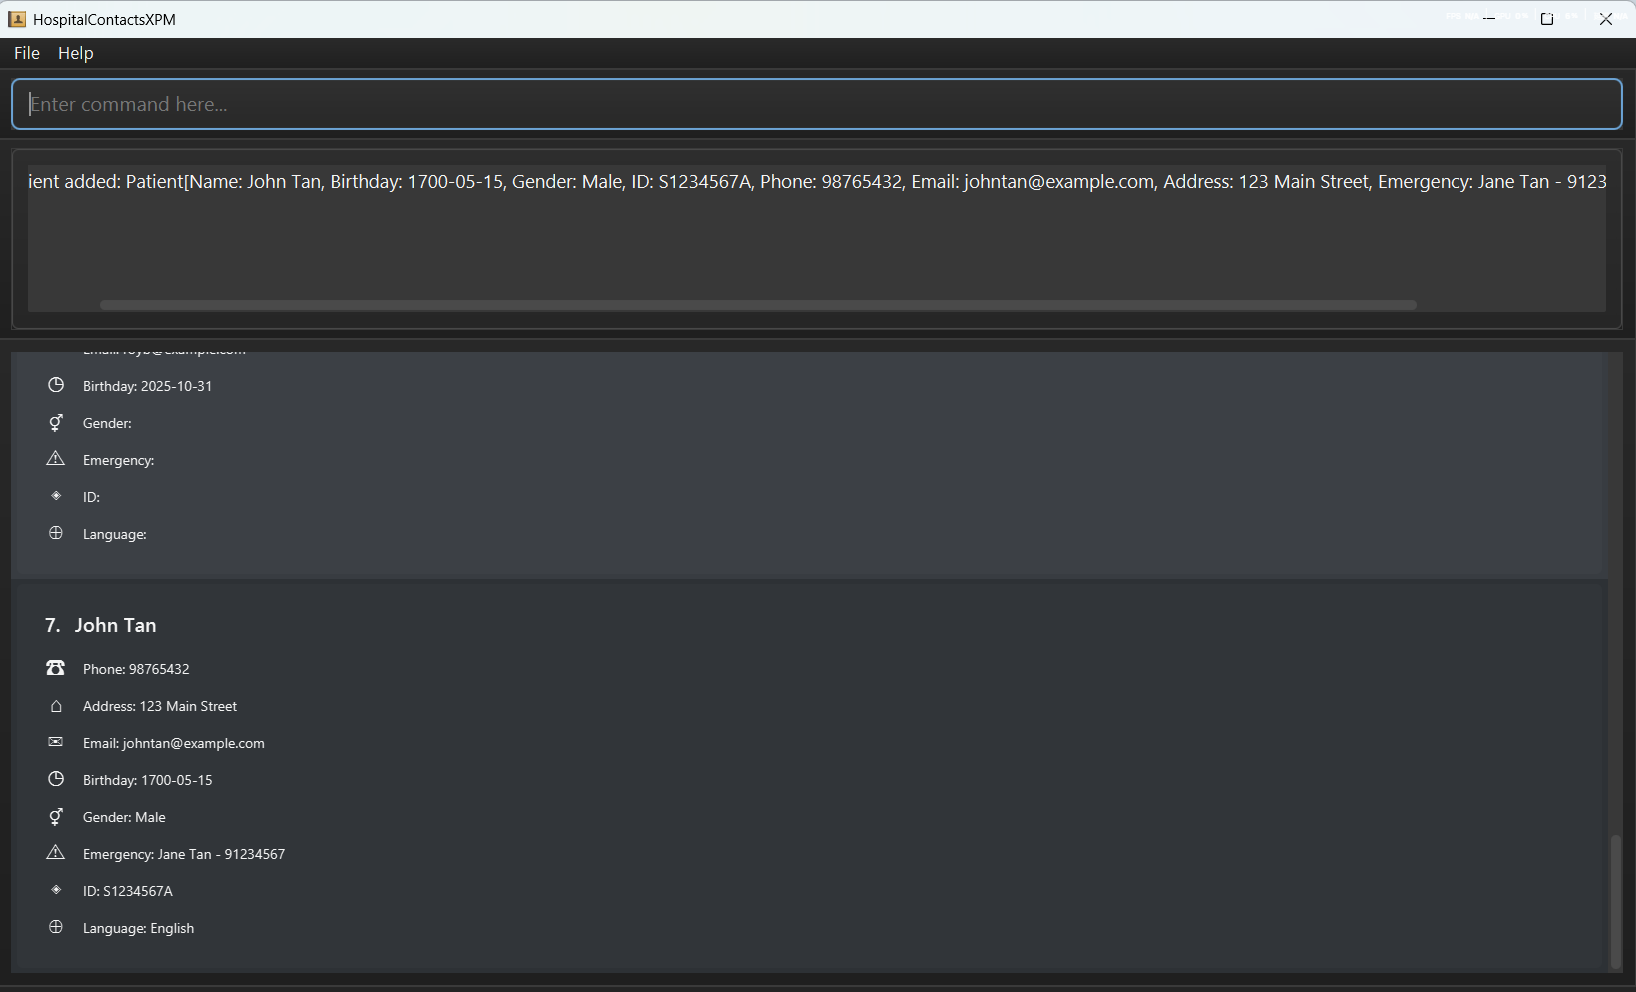 HospitalContactsXPM
File Help
Enter command here...
ient added: Patient[Name: John Tan, Birthday: 1700-05-15, Gender: Male, ID: S1234567A, Phone: 98765432, Email: johntan@example.com, Address: 123 Main Street, Emergency: Jane Tan - 9123
Birthday: 2025-10-31
Gender:
Emergency:
ID:
Language:
7. John Tan
Phone: 98765432
Address: 123 Main Street
Email: johntan@example.com
Birthday: 1700-05-15
Gender: Male
Emergency: Jane Tan - 91234567
ID: S1234567A
Language: English